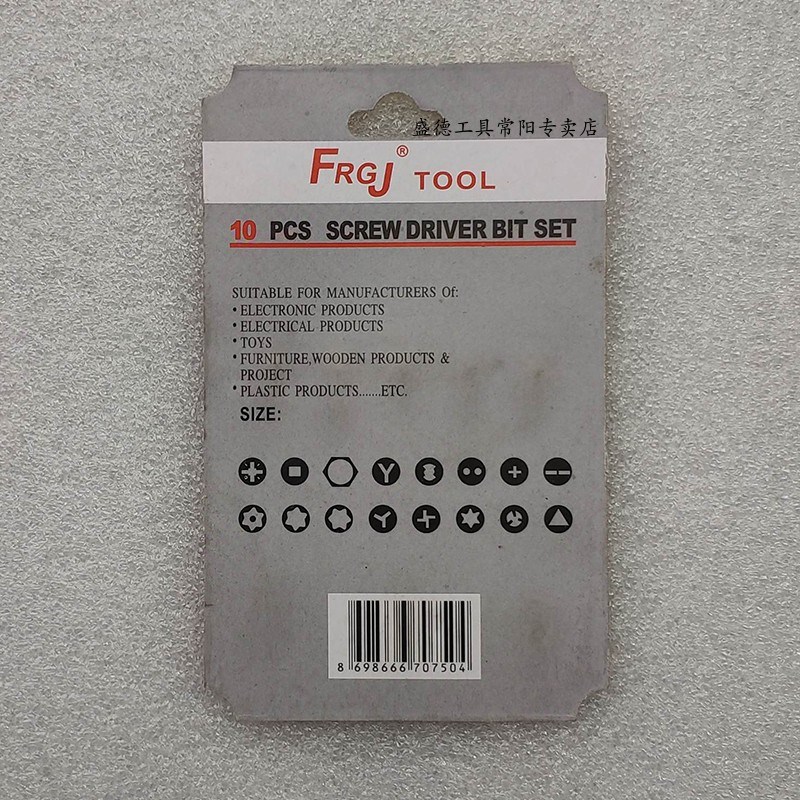 盛德工具常阳专卖店
FRGJ® TOOL
10 PCS SCREW DRIVER BIT SET
SUITABLE FOR MANUFACTURERS Of:
• ELECTRONIC PRODUCTS
• ELECTRICAL PRODUCTS
• TOYS
• FURNITURE,WOODEN PRODUCTS &
PROJECT
• PLASTIC PRODUCTS.......ETC.
SIZE:
8 698666 707504